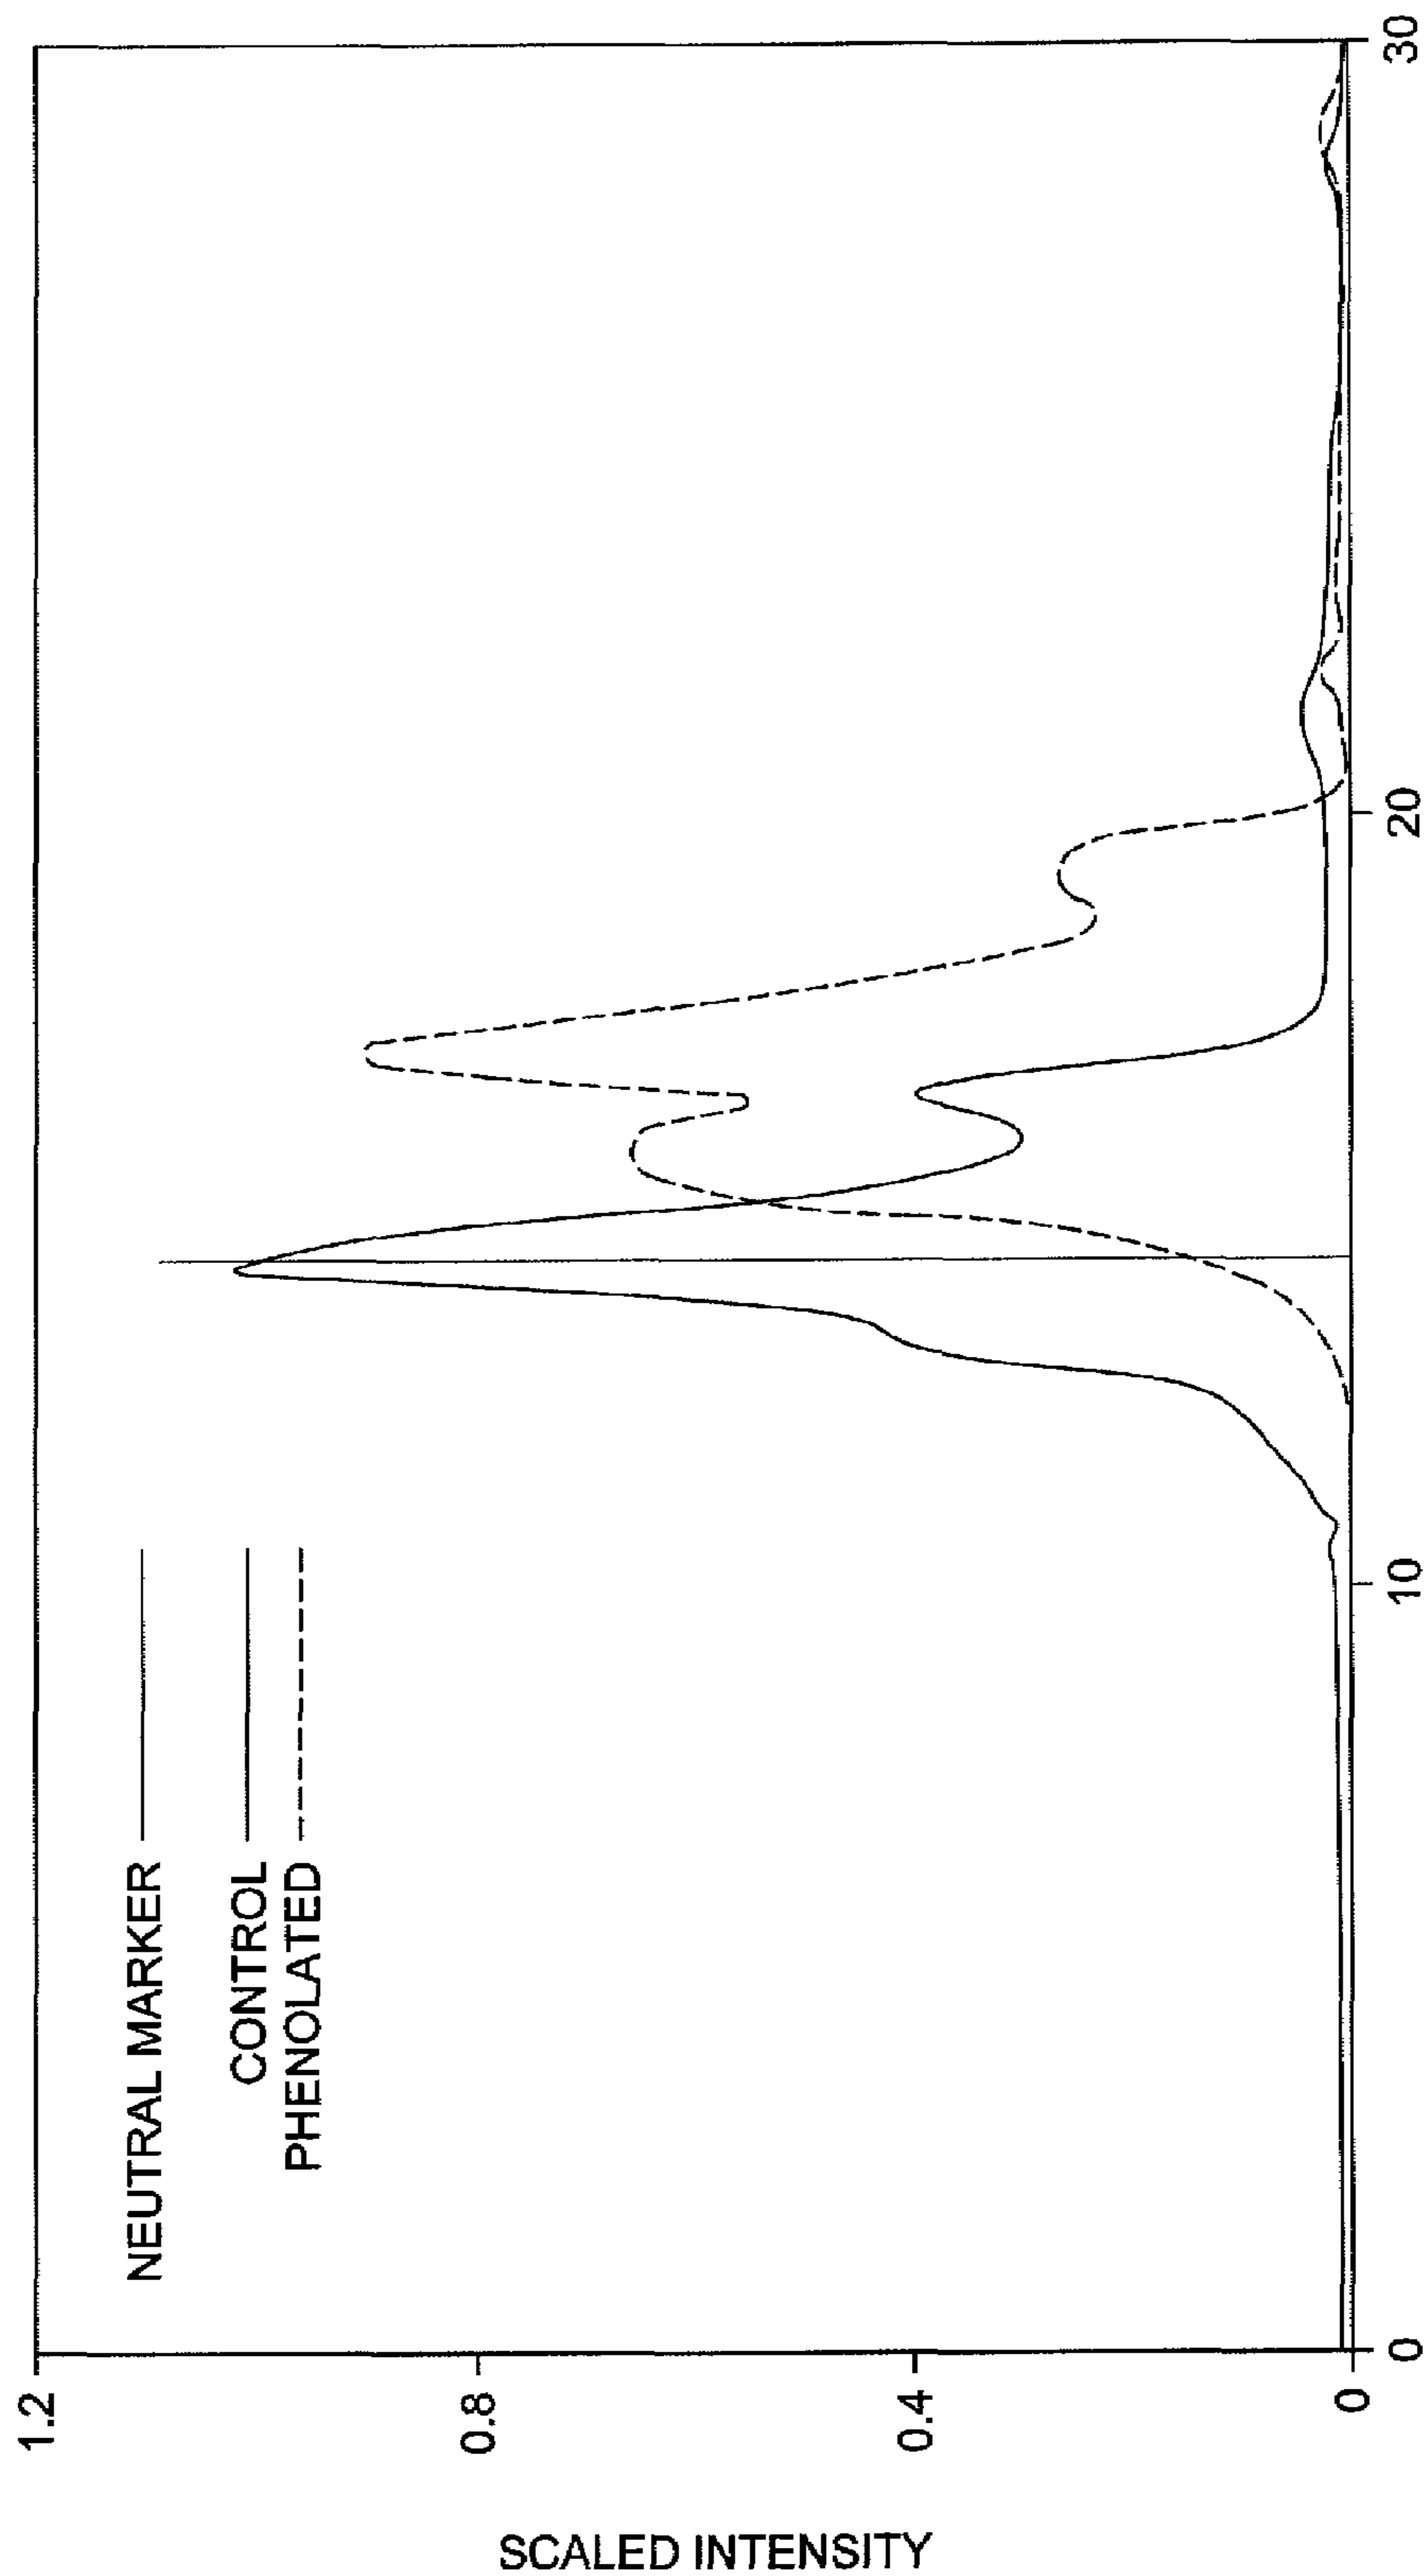 NEUTRAL MARKER
CONTROL
PHENOLATED
1.2
0.8
0.4
0
SCALED INTENSITY
0
10
20
30